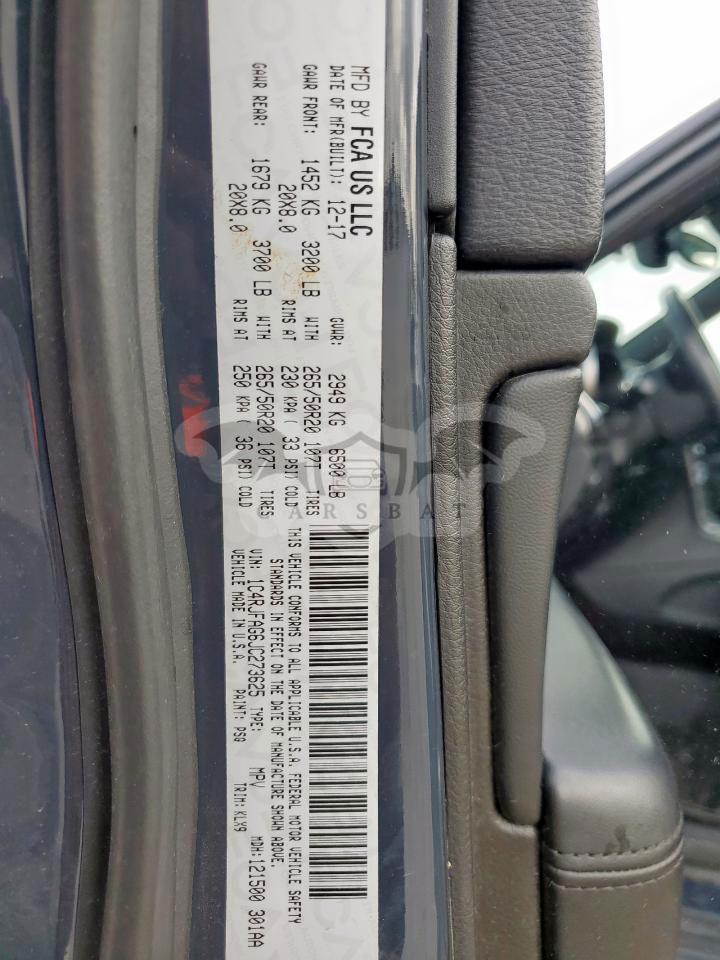 MFD BY FCA US LLC
DATE OF MFR(BUILT): 12-17 GVWR: 2949 KG 6500 LB
GAWR FRONT: 1452 KG 3200 LB WITH 265/50R20 107T TIRES
20X8.0 RIMS AT 230 KPA ( 33 PSI) COLD
GAWR REAR: 1679 KG 3700 LB WITH 265/50R20 107T TIRES
20X8.0 RIMS AT 250 KPA ( 36 PSI) COLD
THIS VEHICLE CONFORMS TO ALL APPLICABLE U.S.A. FEDERAL MOTOR VEHICLE SAFETY
STANDARDS IN EFFECT ON THE DATE OF MANUFACTURE SHOWN ABOVE.
VIN: 1C4RJFAG6JC273625 TYPE: MPV MDH:121500 301AA
VEHICLE MADE IN U.S.A. PAINT: PSQ TRIM: KLX9
CARSBAT